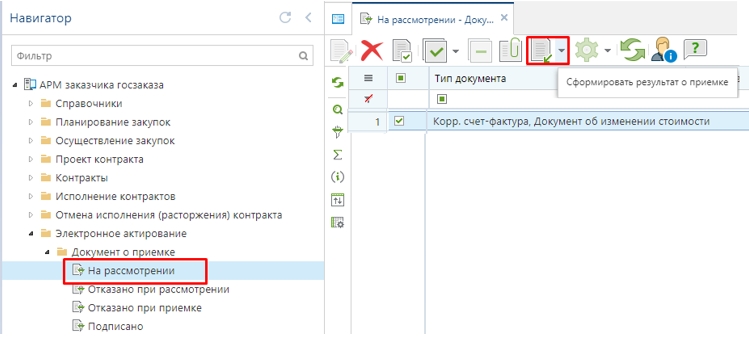 Навигатор
Фильтр
АРМ заказчика госзаказа
Справочники
Планирование закупок
Осуществление закупок
Проект контракта
Контракты
Исполнение контрактов
Отмена исполнения (расторжения) контракта
Электронное актирование
Документ о приемке
На рассмотрении
Отказано при рассмотрении
Отказано при приемке
Подписано
На рассмотрении - Доку...
Сформировать результат о приемке
Тип документа
1 Корр. счет-фактура, Документ об изменении стоимости